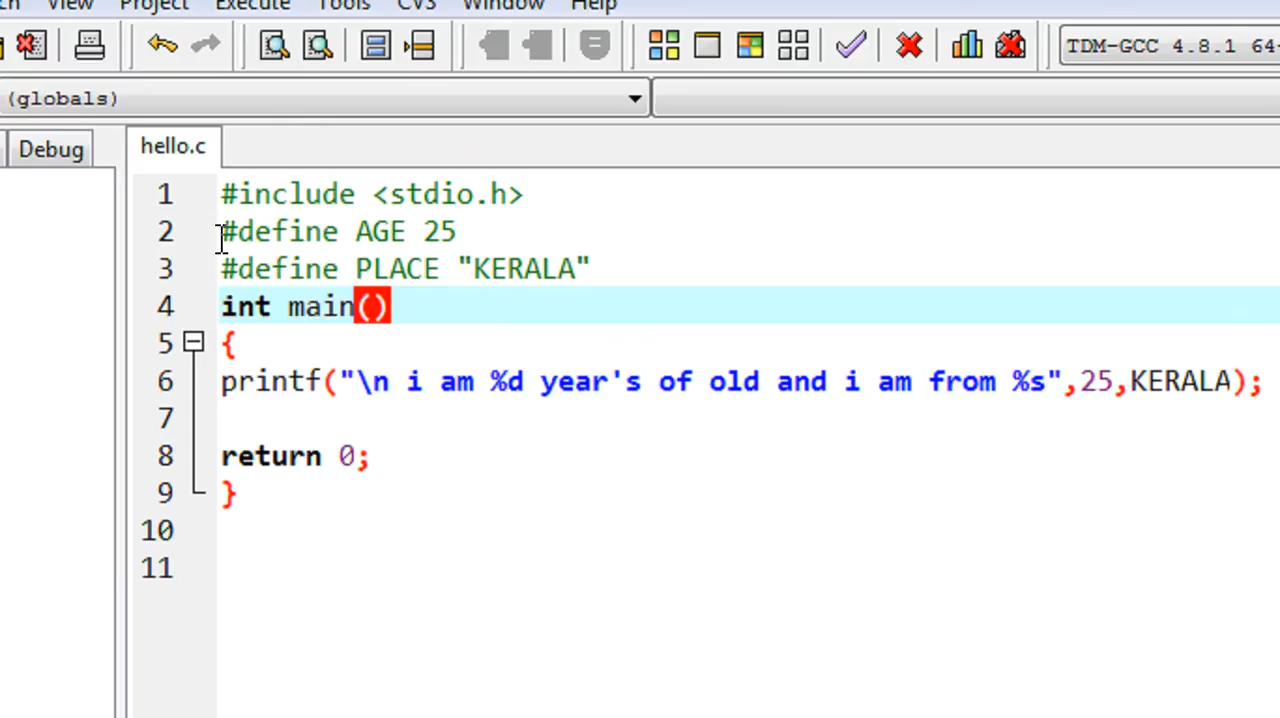 View Project Execute Tools CVS Window Help
TDM-GCC 4.8.1 64-
(globals)
Debug hello.c
1 #include <stdio.h>
2 #define AGE 25
3 #define PLACE "KERALA"
4 int main()
5 {
6 printf("\n i am %d year's of old and i am from %s",25,KERALA);
7
8 return 0;
9 }
10
11